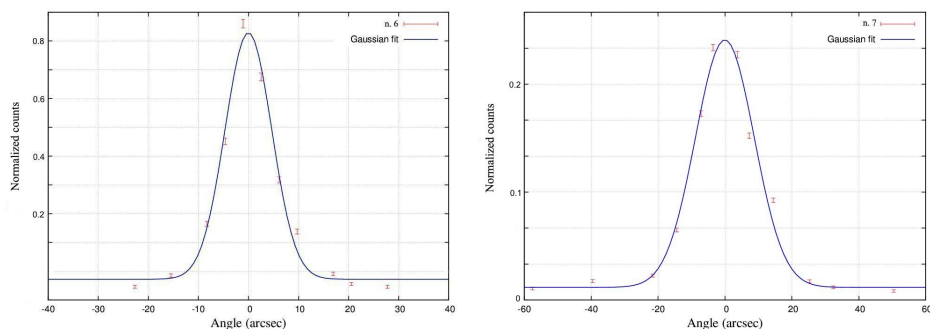 n. 6
Gaussian fit
0.8
0.6
0.4
0.2
Normalized counts
-40 -30 -20 -10 0 10 20 30 40
Angle (arcsec)
n. 7
Gaussian fit
0.2
0.1
0
Normalized counts
-60 -40 -20 0 20 40 60
Angle (arcsec)